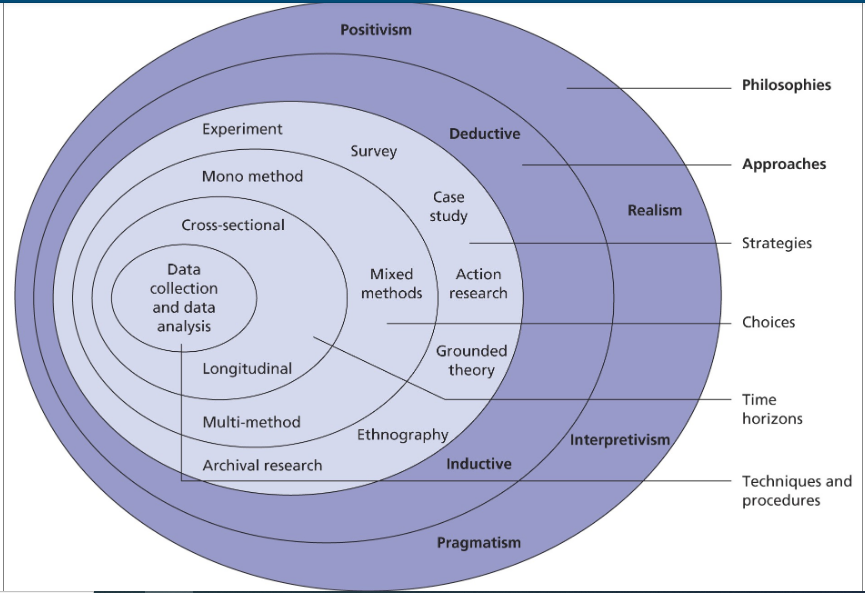 Positivism
Philosophies
Experiment
Deductive
Survey
Approaches
Mono method
Case
study
Realism
Cross-sectional
Strategies
Data
collection
and data
analysis
Mixed
methods
Action
research
Choices
Grounded
theory
Longitudinal
Time
horizons
Multi-method
Ethnography
Interpretivism
Archival research
Inductive
Techniques and
procedures
Pragmatism